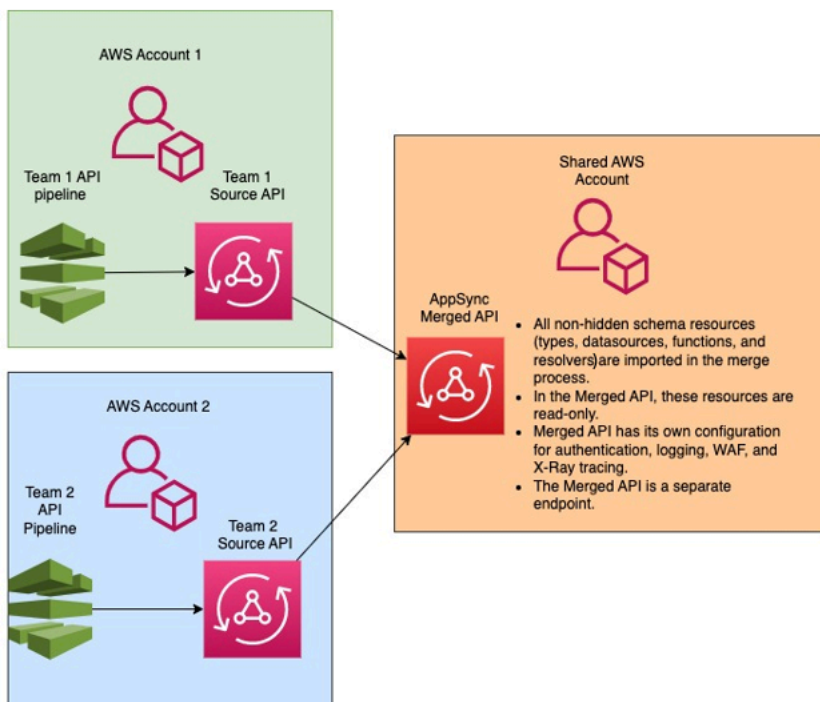 AWS Account 1
Team 1 API
pipeline
Team 1
Source API
AWS Account 2
Team 2
API
Pipeline
Team 2
Source API
Shared AWS
Account
AppSync
Merged API
• All non-hidden schema resources
(types, datasources, functions, and
resolvers)are imported in the merge
process.
• In the Merged API, these resources are
read-only.
• Merged API has its own configuration
for authentication, logging, WAF, and
X-Ray tracing.
• The Merged API is a separate
endpoint.